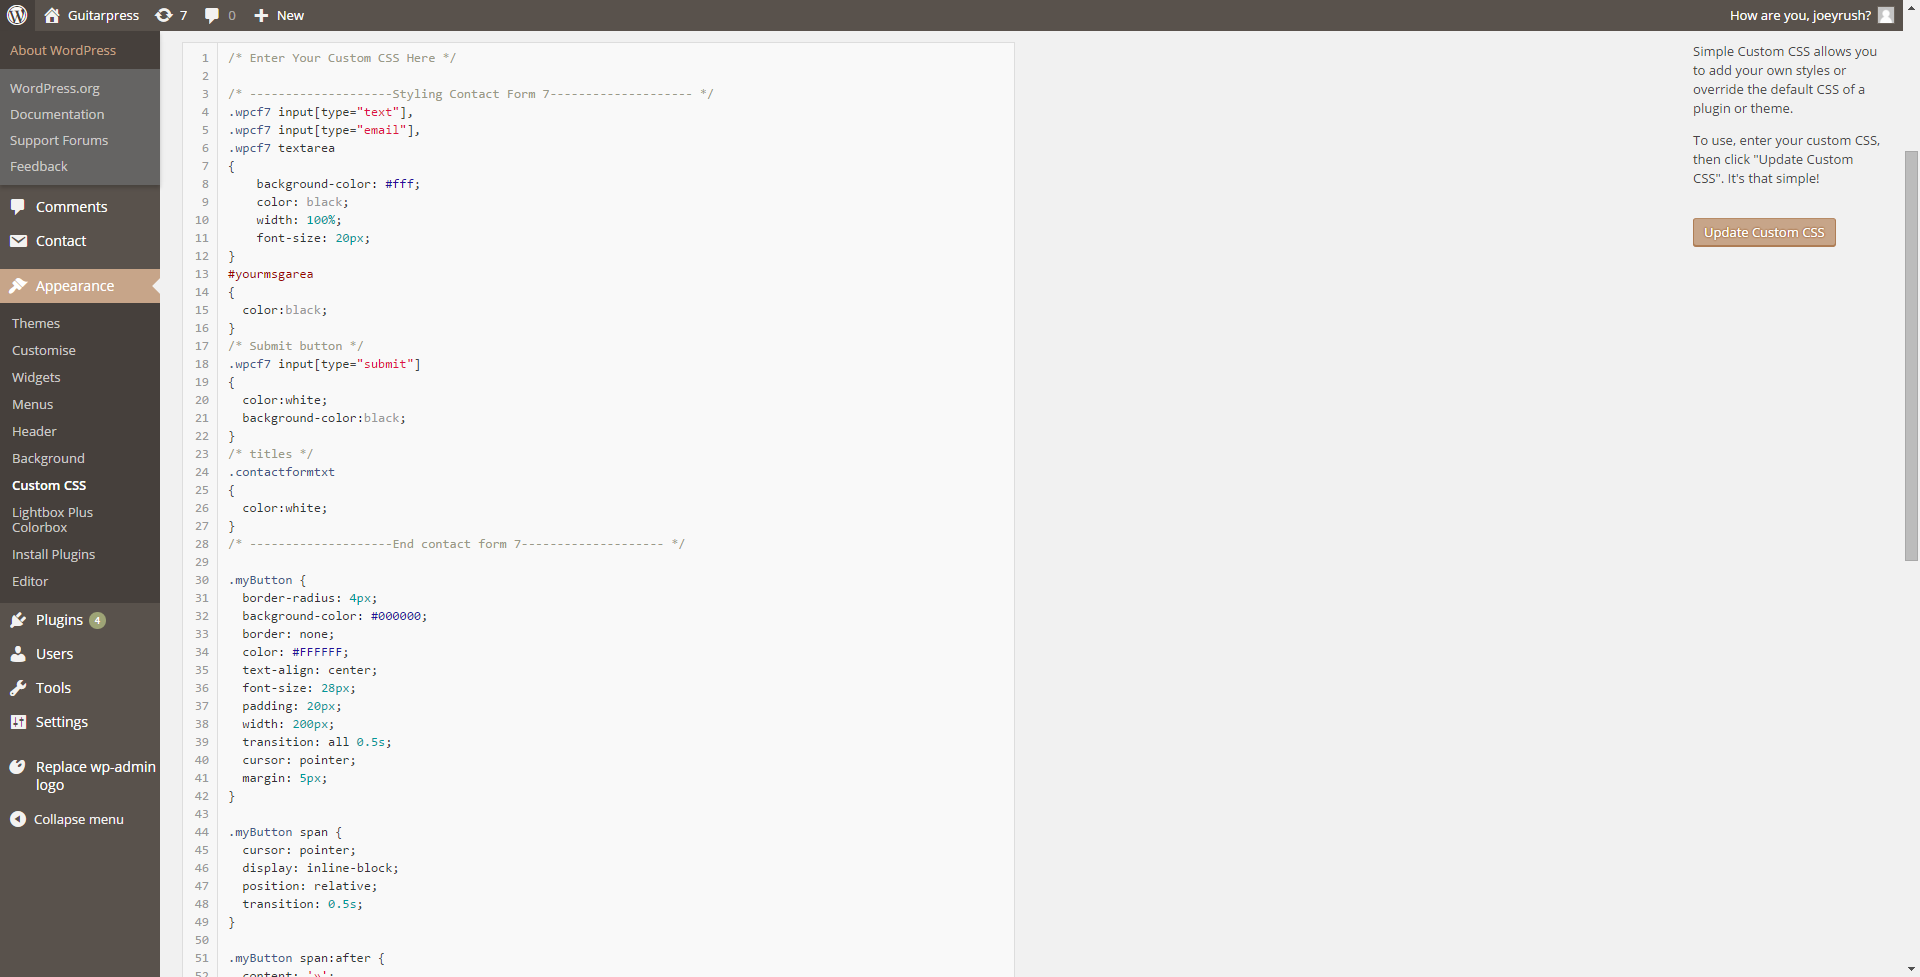 Guitarpress 7 0 New How are you, joeyrush?
About WordPress
WordPress.org
Documentation
Support Forums
Feedback
Comments
Contact
Appearance
Themes
Customise
Widgets
Menus
Header
Background
Custom CSS
Lightbox Plus
Colorbox
Install Plugins
Editor
Plugins 4
Users
Tools
Settings
Replace wp-admin
logo
Collapse menu
1 /* Enter Your Custom CSS Here */
2
3 /* --------------------Styling Contact Form 7-------------------- */
4 .wpcf7 input[type="text"],
5 .wpcf7 input[type="email"],
6 .wpcf7 textarea
7 {
8     background-color: #fff;
9     color: black;
10     width: 100%;
11     font-size: 20px;
12 }
13 #yourmsgarea
14 {
15   color:black;
16 }
17 /* Submit button */
18 .wpcf7 input[type="submit"]
19 {
20   color:white;
21   background-color:black;
22 }
23 /* titles */
24 .contactformtxt
25 {
26   color:white;
27 }
28 /* --------------------End contact form 7-------------------- */
29
30 .myButton {
31   border-radius: 4px;
32   background-color: #000000;
33   border: none;
34   color: #FFFFFF;
35   text-align: center;
36   font-size: 28px;
37   padding: 20px;
38   width: 200px;
39   transition: all 0.5s;
40   cursor: pointer;
41   margin: 5px;
42 }
43
44 .myButton span {
45   cursor: pointer;
46   display: inline-block;
47   position: relative;
48   transition: 0.5s;
49 }
50
51 .myButton span:after {
52   content: '»';
Simple Custom CSS allows you
to add your own styles or
override the default CSS of a
plugin or theme.
To use, enter your custom CSS,
then click "Update Custom
CSS". It's that simple!
Update Custom CSS